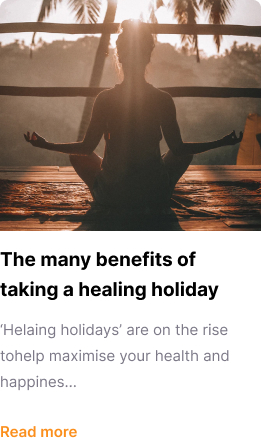 The many benefits of
taking a healing holiday
‘Helaing holidays’ are on the rise
tohelp maximise your health and
happines...
Read more